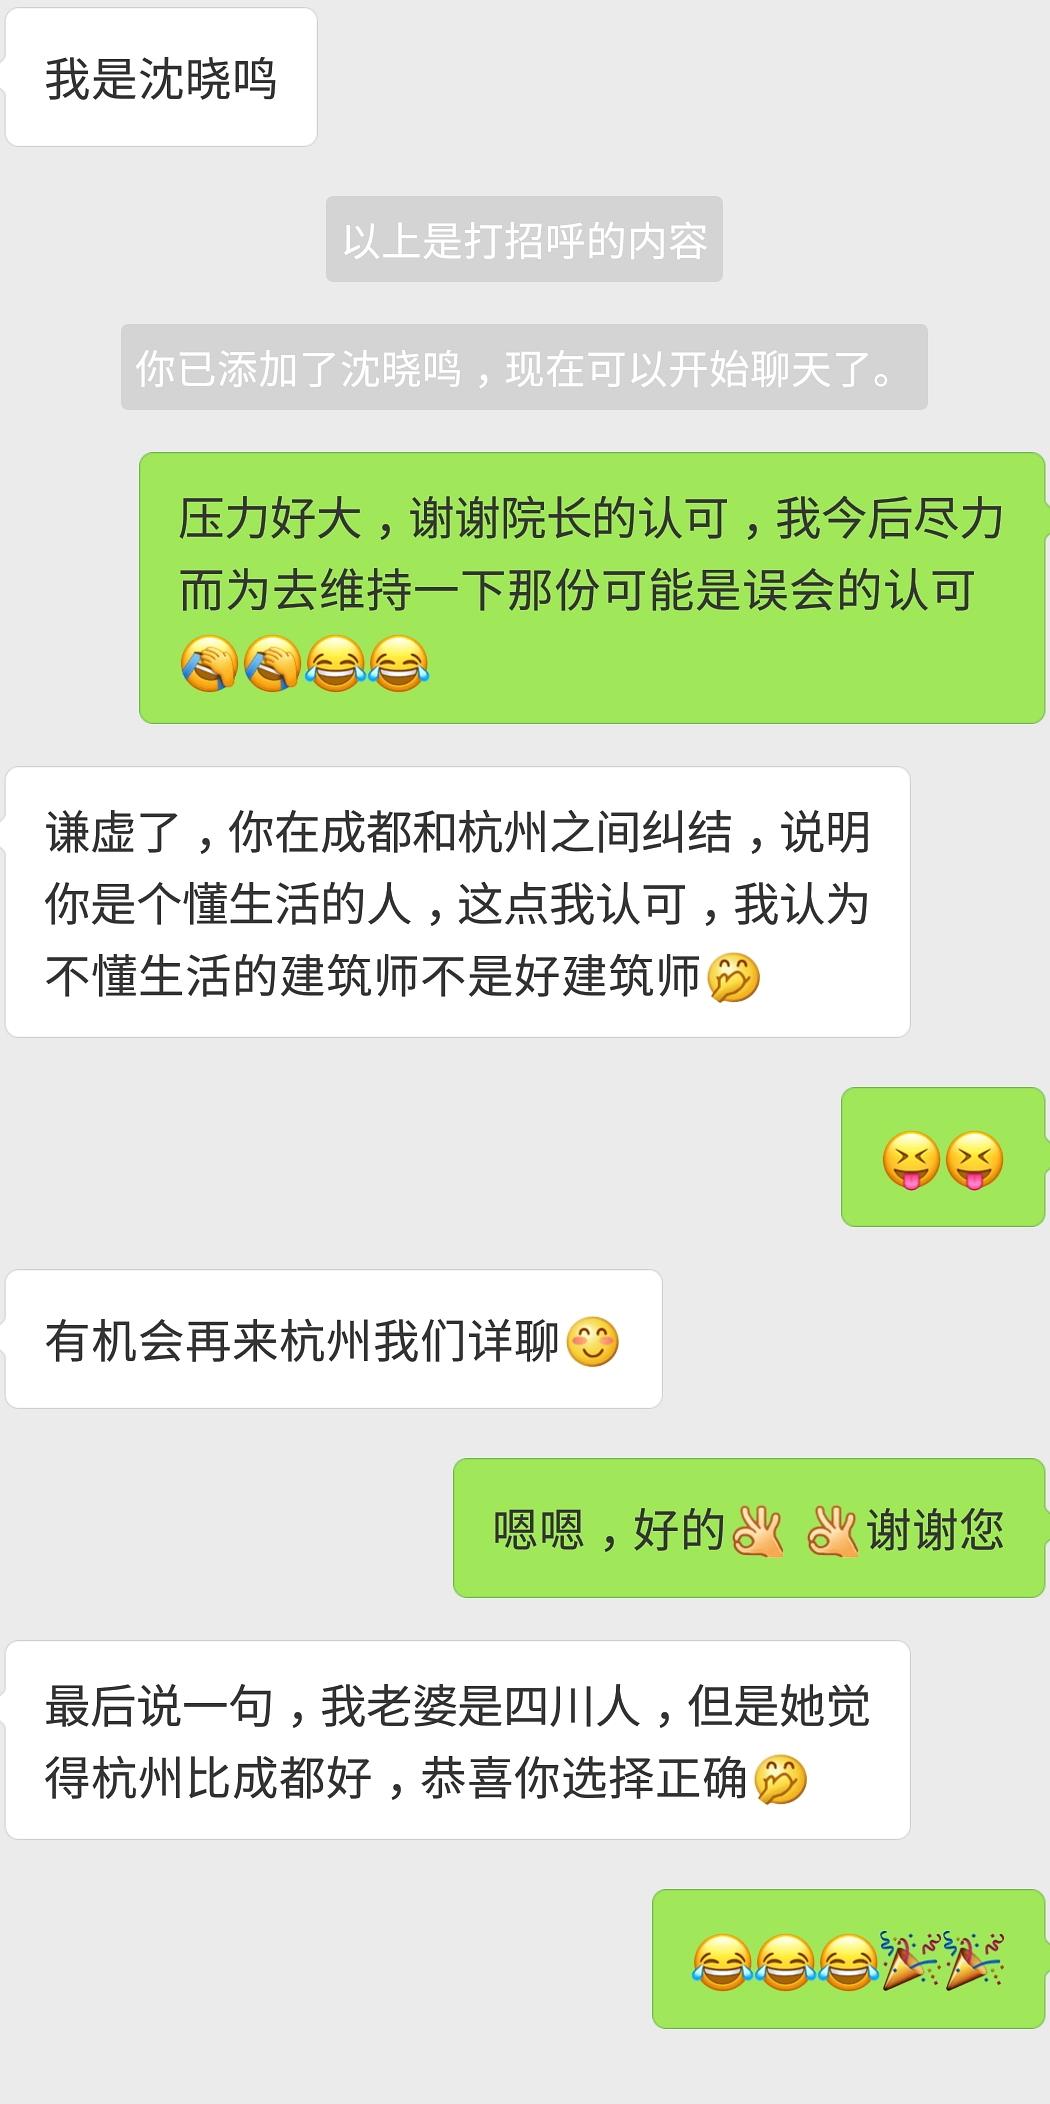 我是沈晓鸣
以上是打招呼的内容
你已添加了沈晓鸣，现在可以开始聊天了。
压力好大，谢谢院长的认可，我今后尽力
而为去维持一下那份可能是误会的认可
🤦🤦😂😂
谦虚了，你在成都和杭州之间纠结，说明
你是个懂生活的人，这点我认可，我认为
不懂生活的建筑师不是好建筑师🤭
😝😝
有机会再来杭州我们详聊😊
嗯嗯，好的👌 👌谢谢您
最后说一句，我老婆是四川人，但是她觉
得杭州比成都好，恭喜你选择正确🤭
😂😂😂🎉🎉